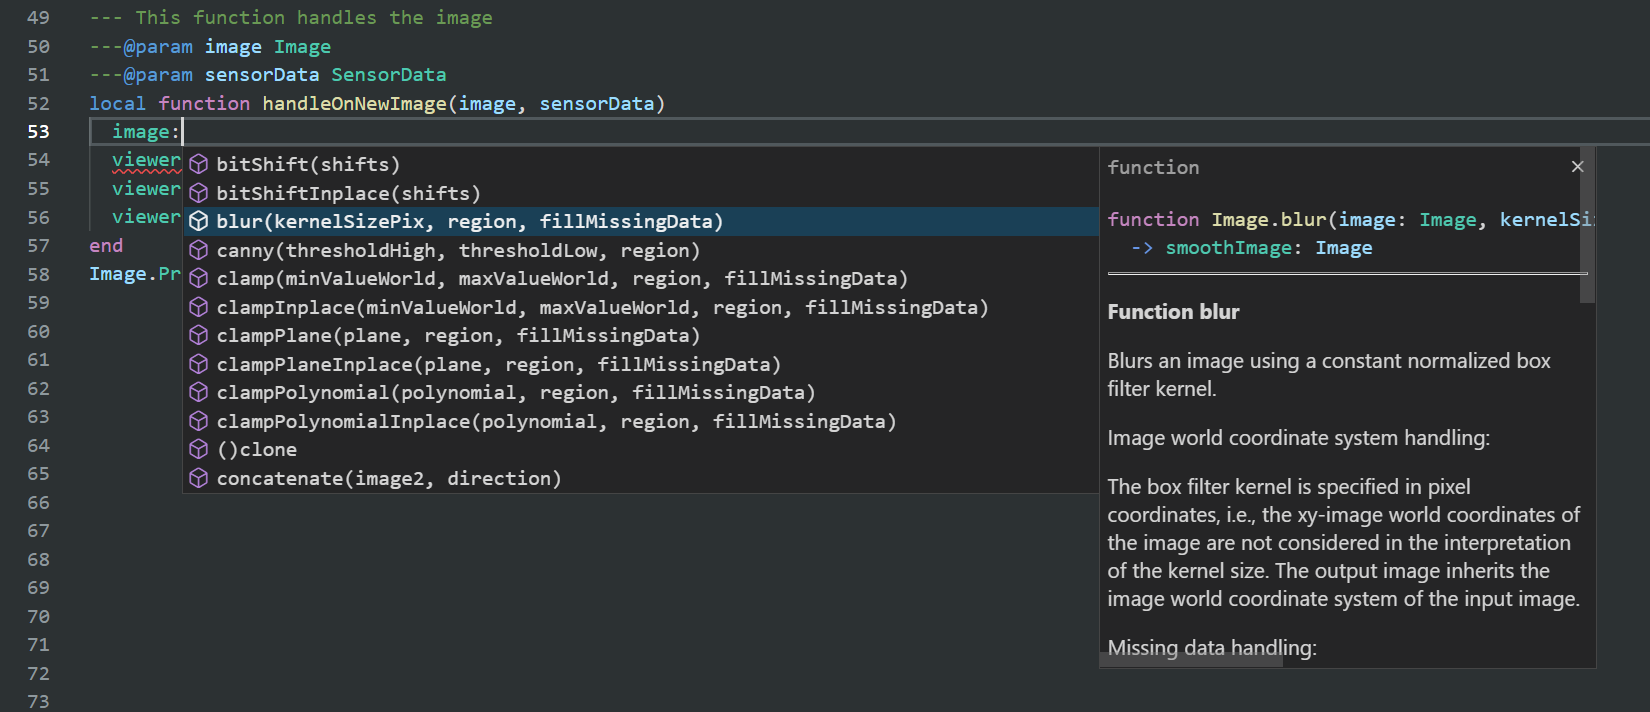 49 --- This function handles the image
50 ---@param image Image
51 ---@param sensorData SensorData
52 local function handleOnNewImage(image, sensorData)
53 image:
54 viewer
55 viewer
56 viewer
57 end
58 Image.Pr
59
60
61
62
63
64
65
66
67
68
69
70
71
72
73
bitShift(shifts)
bitShiftInplace(shifts)
blur(kernelSizePix, region, fillMissingData)
canny(thresholdHigh, thresholdLow, region)
clamp(minValueWorld, maxValueWorld, region, fillMissingData)
clampInplace(minValueWorld, maxValueWorld, region, fillMissingData)
clampPlane(plane, region, fillMissingData)
clampPlaneInplace(plane, region, fillMissingData)
clampPolynomial(polynomial, region, fillMissingData)
clampPolynomialInplace(polynomial, region, fillMissingData)
()clone
concatenate(image2, direction)
function
function Image.blur(image: Image, kernelSi
-> smoothImage: Image
Function blur
Blurs an image using a constant normalized box
filter kernel.
Image world coordinate system handling:
The box filter kernel is specified in pixel
coordinates, i.e., the xy-image world coordinates of
the image are not considered in the interpretation
of the kernel size. The output image inherits the
image world coordinate system of the input image.
Missing data handling: